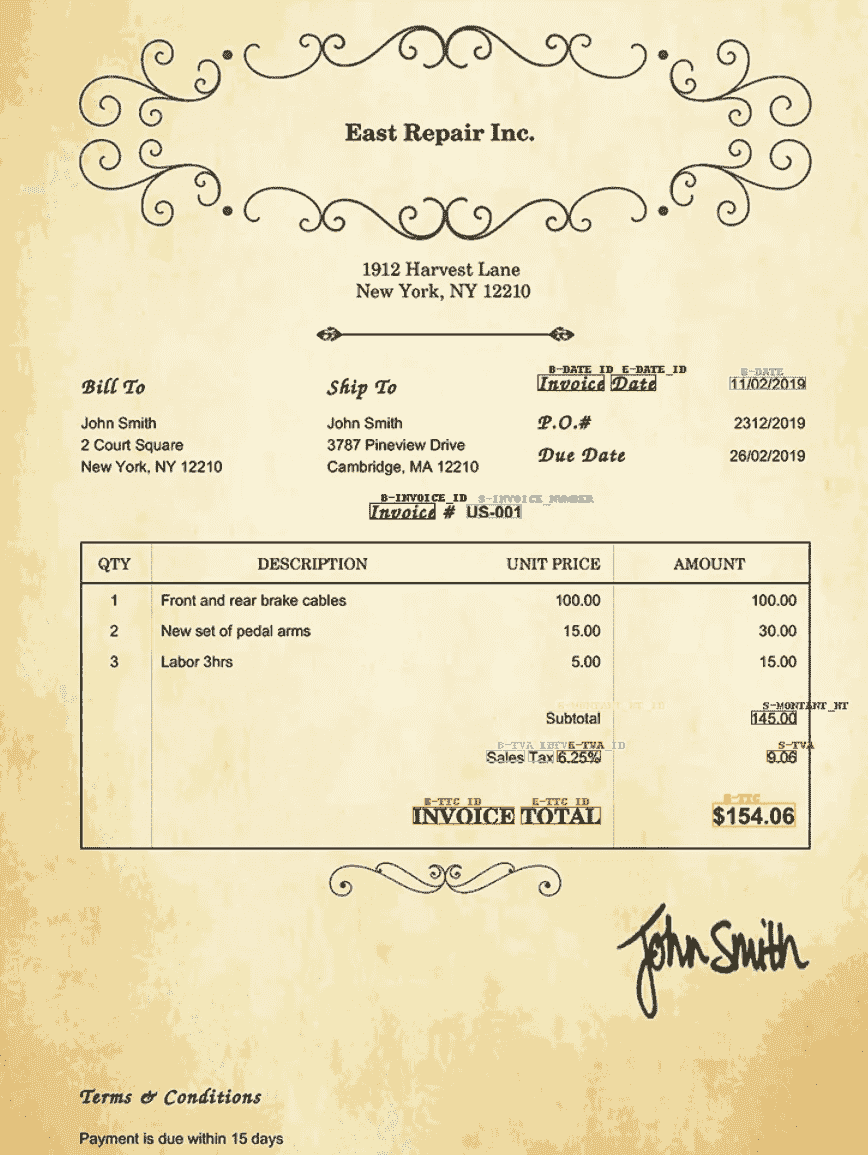 East Repair Inc.
1912 Harvest Lane
New York, NY 12210
Bill To
Ship To
B-DATE_ID E-DATE_ID
Invoice Date
S-DATE
11/02/2019
John Smith
2 Court Square
New York, NY 12210
John Smith
3787 Pineview Drive
Cambridge, MA 12210
P.O.# 2312/2019
Due Date 26/02/2019
B-INVOICE_ID S-INVOICE_NUMBER
Invoice # US-001
QTY DESCRIPTION UNIT PRICE AMOUNT
1 Front and rear brake cables 100.00 100.00
2 New set of pedal arms 15.00 30.00
3 Labor 3hrs 5.00 15.00
S-MONTANT_HT_ID S-MONTANT_HT
Subtotal 145.00
B-TVA E-TVA_ID S-TVA
Sales Tax 6.25% 9.06
B-TTC_ID E-TTC_ID
INVOICE TOTAL $154.06
John Smith
Terms & Conditions
Payment is due within 15 days